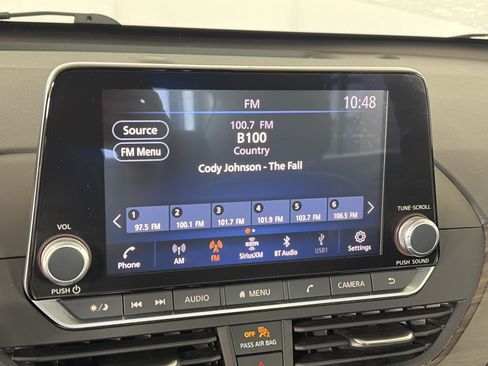 FM 10:48
Source
FM Menu
100.7 FM
B100
Country
Cody Johnson - The Fall
1 2 3 4 5 6
97.5 FM 100.1 FM 101.7 FM 101.9 FM 103.7 FM 106.5 FM
Phone AM FM SiriusXM BT Audio USB1 Settings
VOL
PUSH
TUNE·SCROLL
PUSH SOUND
AUDIO MENU CAMERA
OFF 2
PASS AIR BAG